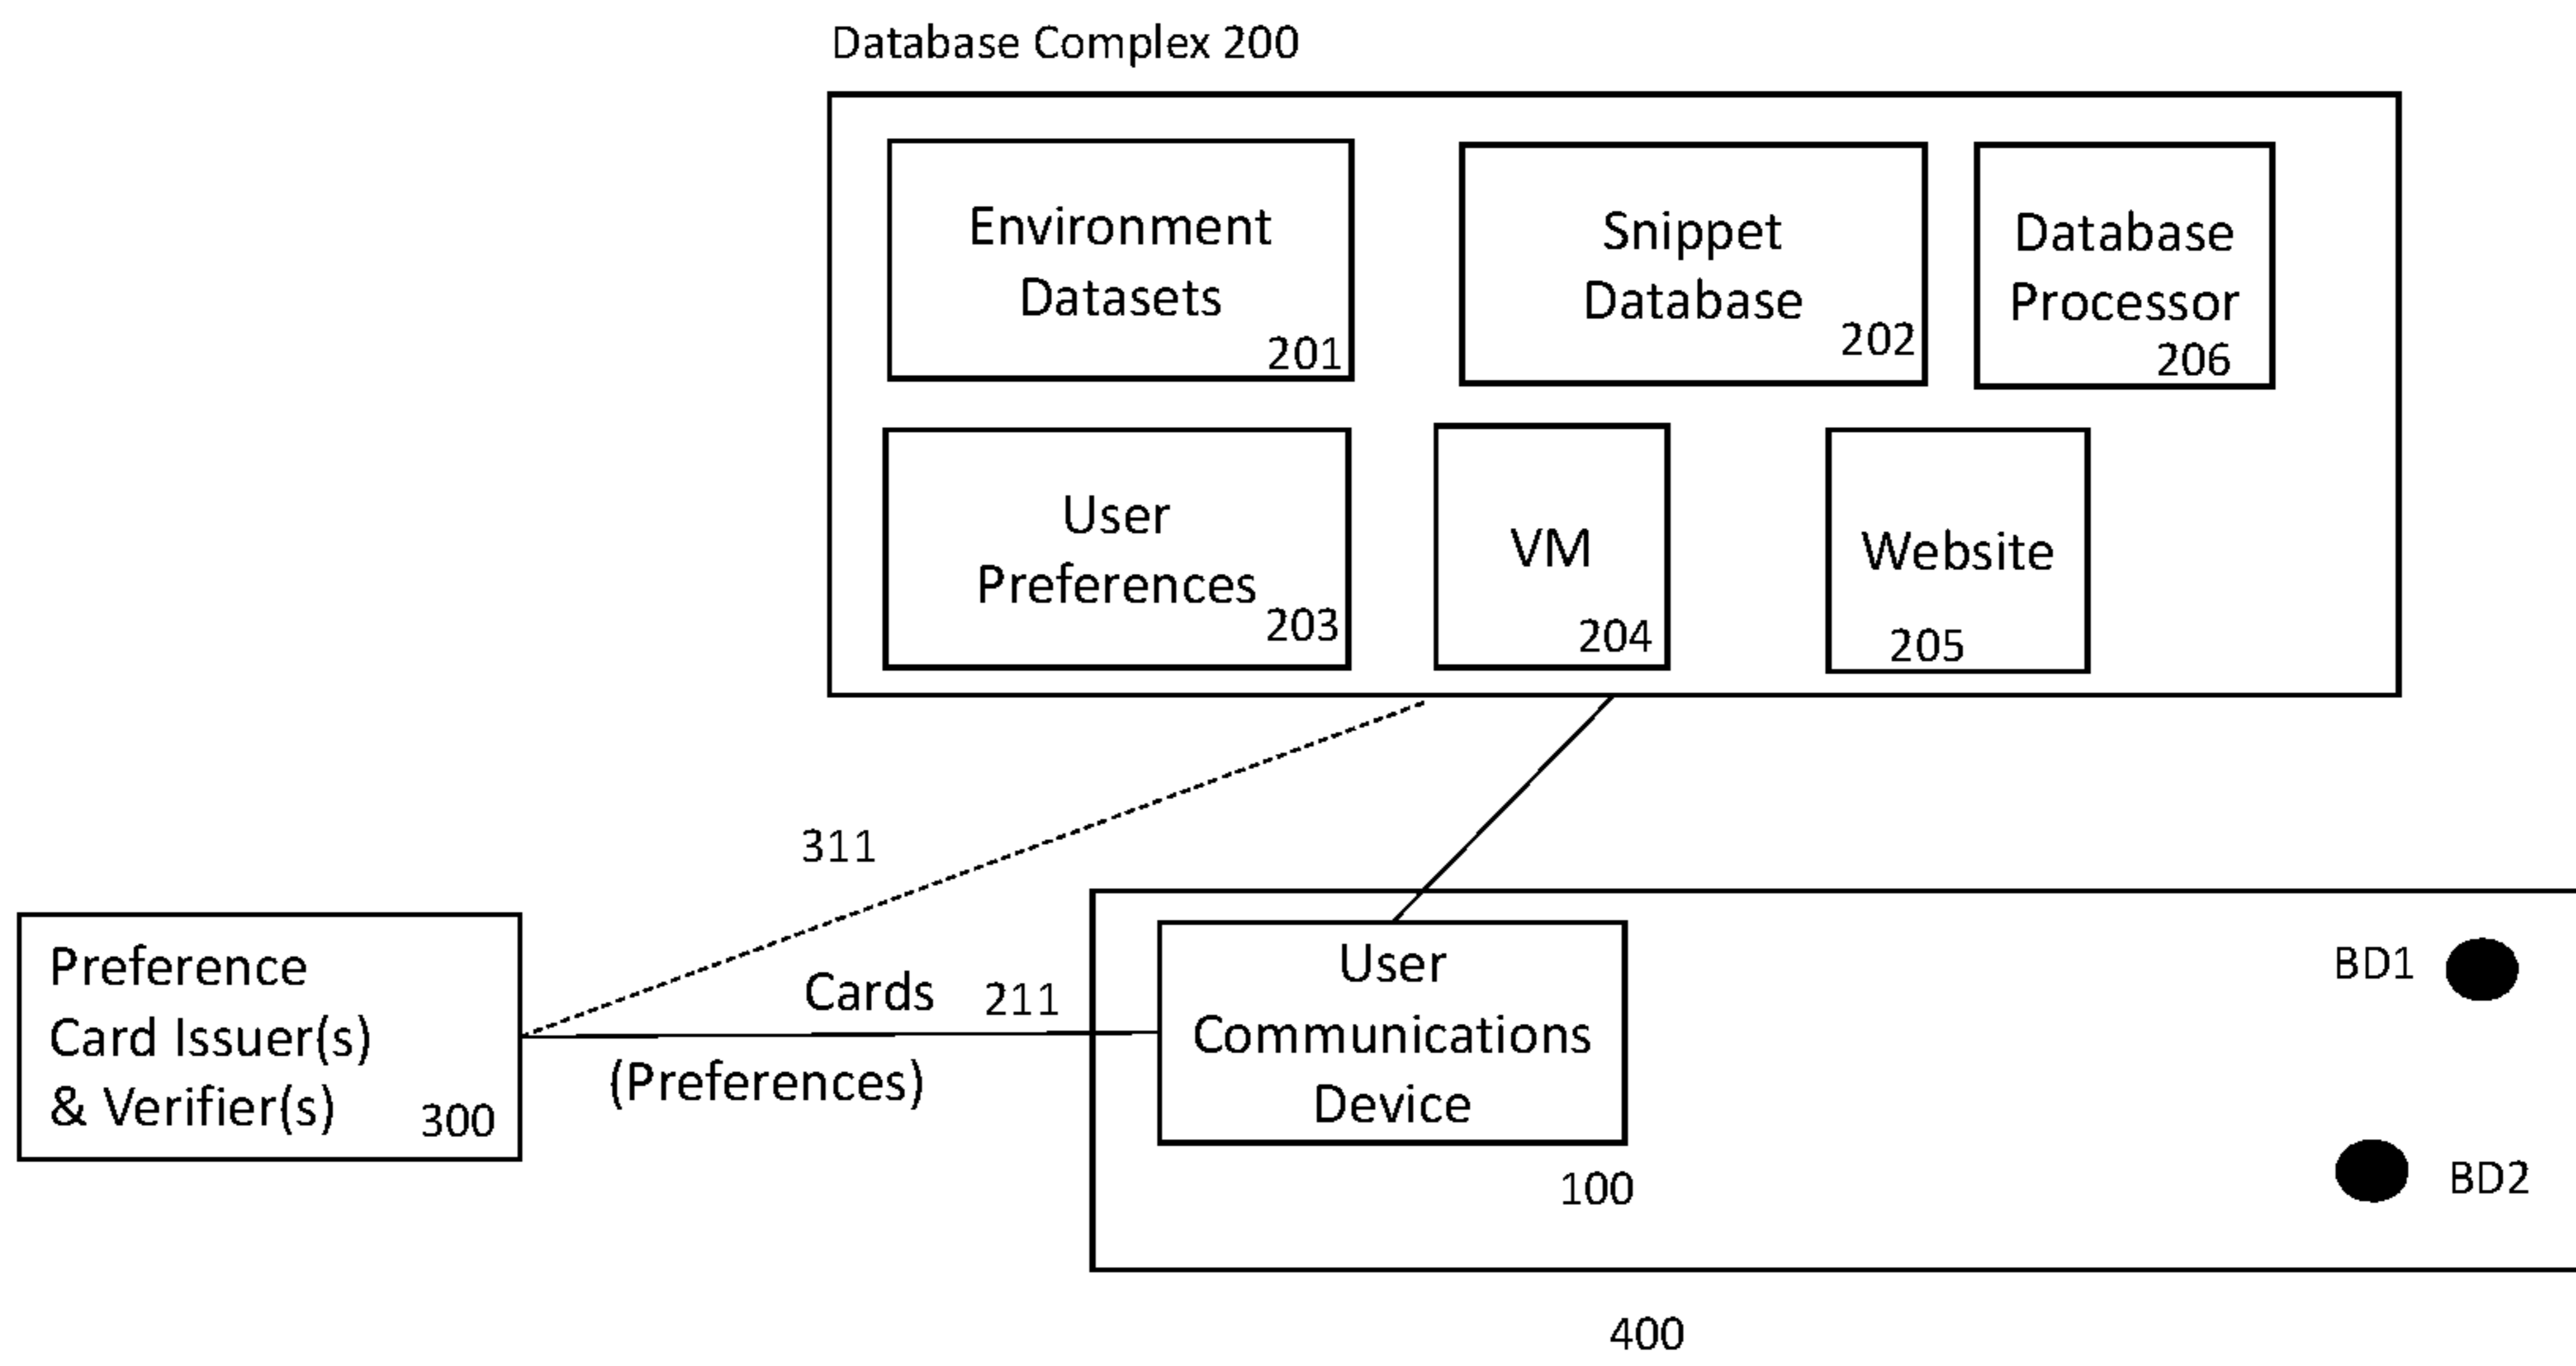 Database Complex 200
Environment
Datasets
201
Snippet
Database
202
Database
Processor
206
User
Preferences
203
VM
204
Website
205
311
Preference
Card Issuer(s)
& Verifier(s)
300
Cards
211
(Preferences)
User
Communications
Device
100
BD1
BD2
400